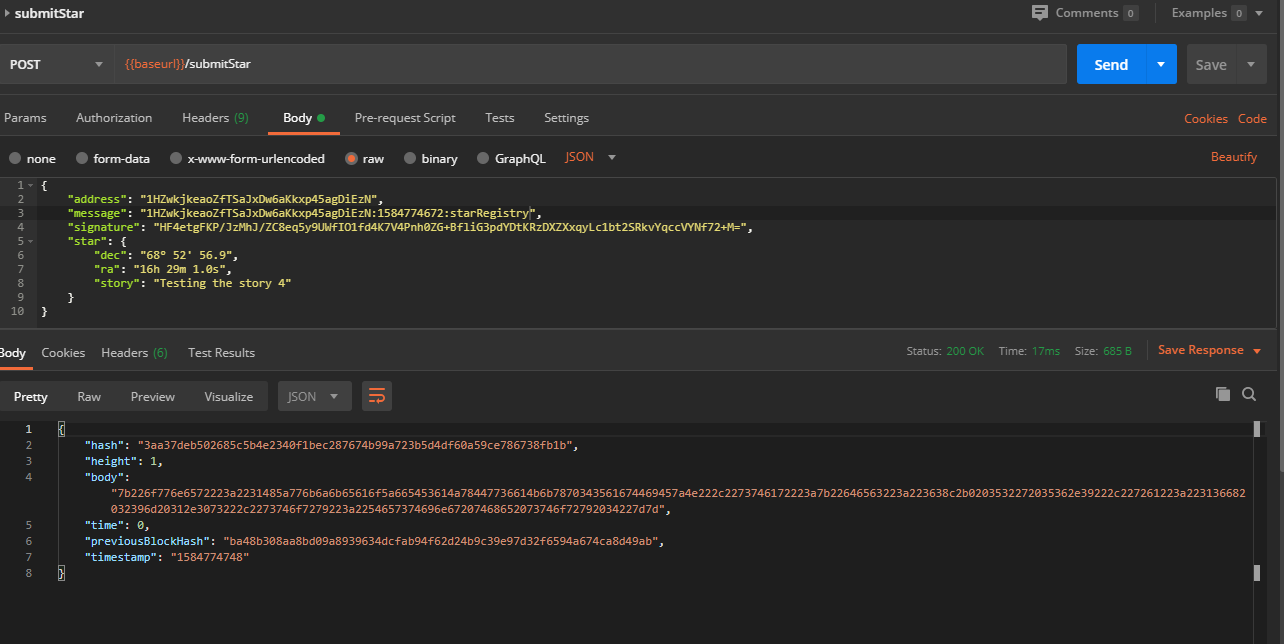 submitStar
Comments 0 Examples 0
POST {{baseurl}}/submitStar Send Save
Params Authorization Headers (9) Body Pre-request Script Tests Settings Cookies Code
none form-data x-www-form-urlencoded raw binary GraphQL JSON Beautify
1 {
2 "address": "1HZwkjkeaoZfTSaJxDw6aKkxp45agDiEzN",
3 "message": "1HZwkjkeaoZfTSaJxDw6aKkxp45agDiEzN:1584774672:starRegistry",
4 "signature": "HF4etgFKP/JzMhJ/ZC8eq5y9UWfIO1fd4K7V4Pnh0ZG+BfliG3pdYDtKRzDXZXxqyLc1bt2SRkvYqccVYNf72+M=",
5 "star": {
6 "dec": "68° 52' 56.9",
7 "ra": "16h 29m 1.0s",
8 "story": "Testing the story 4"
9 }
10 }
Body Cookies Headers (6) Test Results Status: 200 OK Time: 17ms Size: 685 B Save Response
Pretty Raw Preview Visualize JSON
1 {
2 "hash": "3aa37deb502685c5b4e2340f1bec287674b99a723b5d4df60a59ce786738fb1b",
3 "height": 1,
4 "body":
"7b226f776e6572223a2231485a776b6a6b65616f5a665453614a78447736614b6b7870343561674469457a4e222c2273746172223a7b22646563223a223638c2b0203532272035362e39222c227261223a223136682
032396d20312e3073222c2273746f7279223a2254657374696e67207468652073746f72792034227d7d",
5 "time": 0,
6 "previousBlockHash": "ba48b308aa8bd09a8939634dcfab94f62d24b9c39e97d32f6594a674ca8d49ab",
7 "timestamp": "1584774748"
8 }